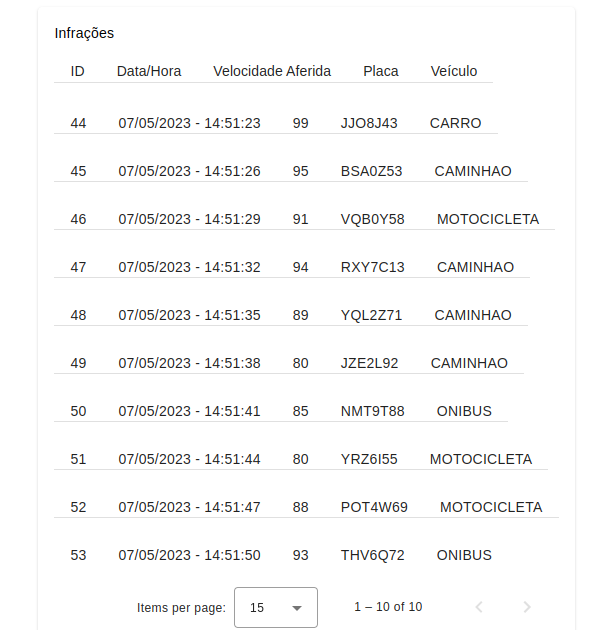 Infrações
ID Data/Hora Velocidade Aferida Placa Veículo
44 07/05/2023 - 14:51:23 99 JJO8J43 CARRO
45 07/05/2023 - 14:51:26 95 BSA0Z53 CAMINHAO
46 07/05/2023 - 14:51:29 91 VQB0Y58 MOTOCICLETA
47 07/05/2023 - 14:51:32 94 RXY7C13 CAMINHAO
48 07/05/2023 - 14:51:35 89 YQL2Z71 CAMINHAO
49 07/05/2023 - 14:51:38 80 JZE2L92 CAMINHAO
50 07/05/2023 - 14:51:41 85 NMT9T88 ONIBUS
51 07/05/2023 - 14:51:44 80 YRZ6I55 MOTOCICLETA
52 07/05/2023 - 14:51:47 88 POT4W69 MOTOCICLETA
53 07/05/2023 - 14:51:50 93 THV6Q72 ONIBUS
Items per page: 15 1 – 10 of 10